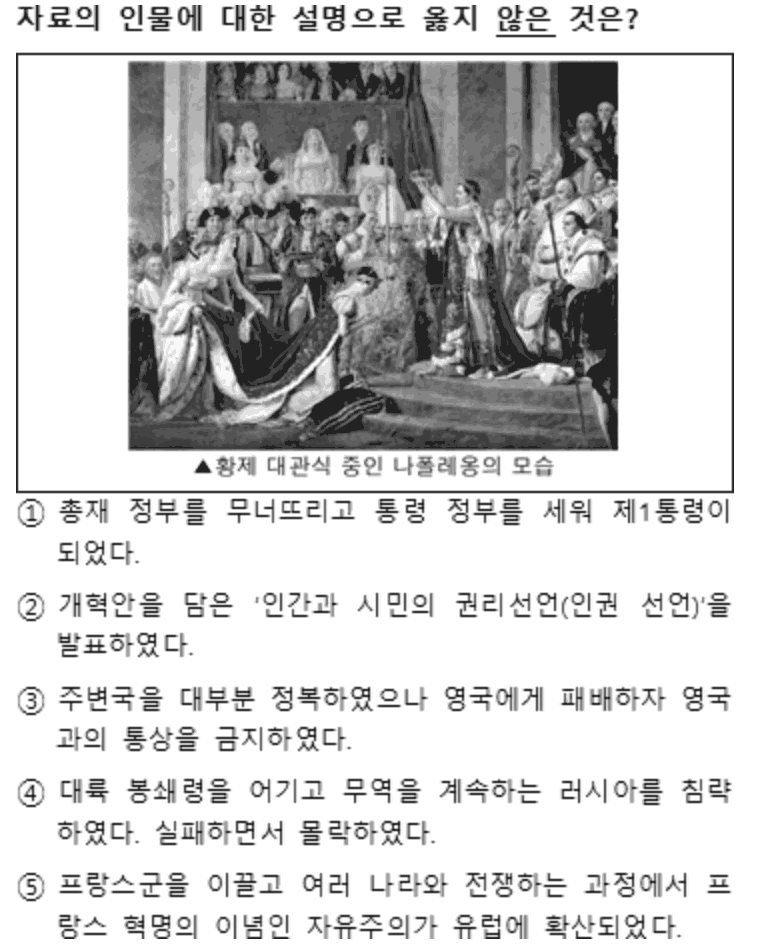 자료의 인물에 대한 설명으로 옳지 않은 것은?
▲황제 대관식 중인 나폴레옹의 모습
① 총재 정부를 무너뜨리고 통령 정부를 세워 제1통령이
되었다.
② 개혁안을 담은 ‘인간과 시민의 권리선언(인권 선언)’을
발표하였다.
③ 주변국을 대부분 정복하였으나 영국에게 패배하자 영국
과의 통상을 금지하였다.
④ 대륙 봉쇄령을 어기고 무역을 계속하는 러시아를 침략
하였다. 실패하면서 몰락하였다.
⑤ 프랑스군을 이끌고 여러 나라와 전쟁하는 과정에서 프
랑스 혁명의 이념인 자유주의가 유럽에 확산되었다.